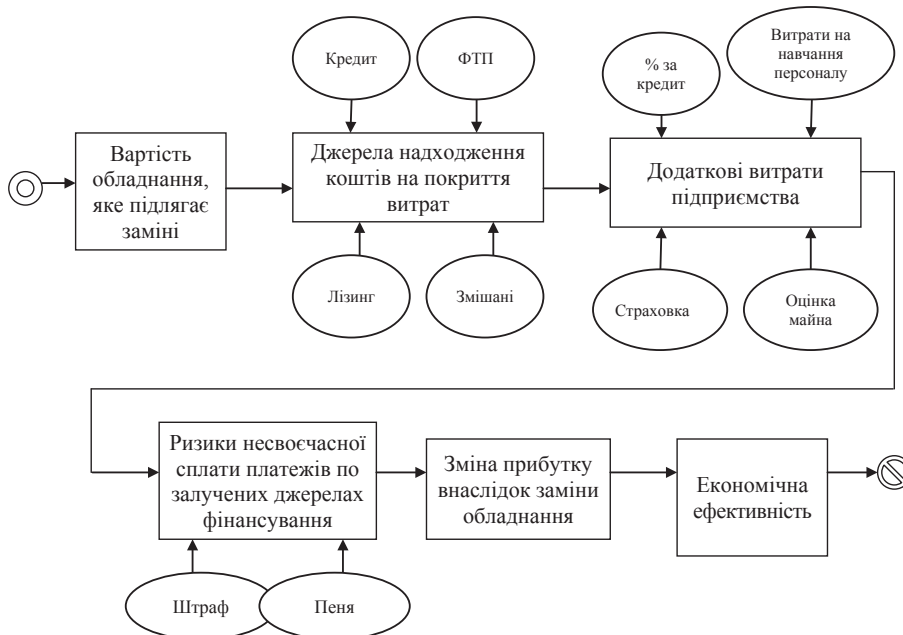 Кредит
ФТП
% за
кредит
Витрати на
навчання
персоналу
Вартість
обладнання,
яке підлягає
заміні
Джерела надходження
коштів на покриття
витрат
Додаткові витрати
підприємства
Лізинг
Змішані
Страховка
Оцінка
майна
Ризики несвоєчасної
сплати платежів по
залучених джерелах
фінансування
Зміна прибутку
внаслідок заміни
обладнання
Економічна
ефективність
Штраф
Пеня